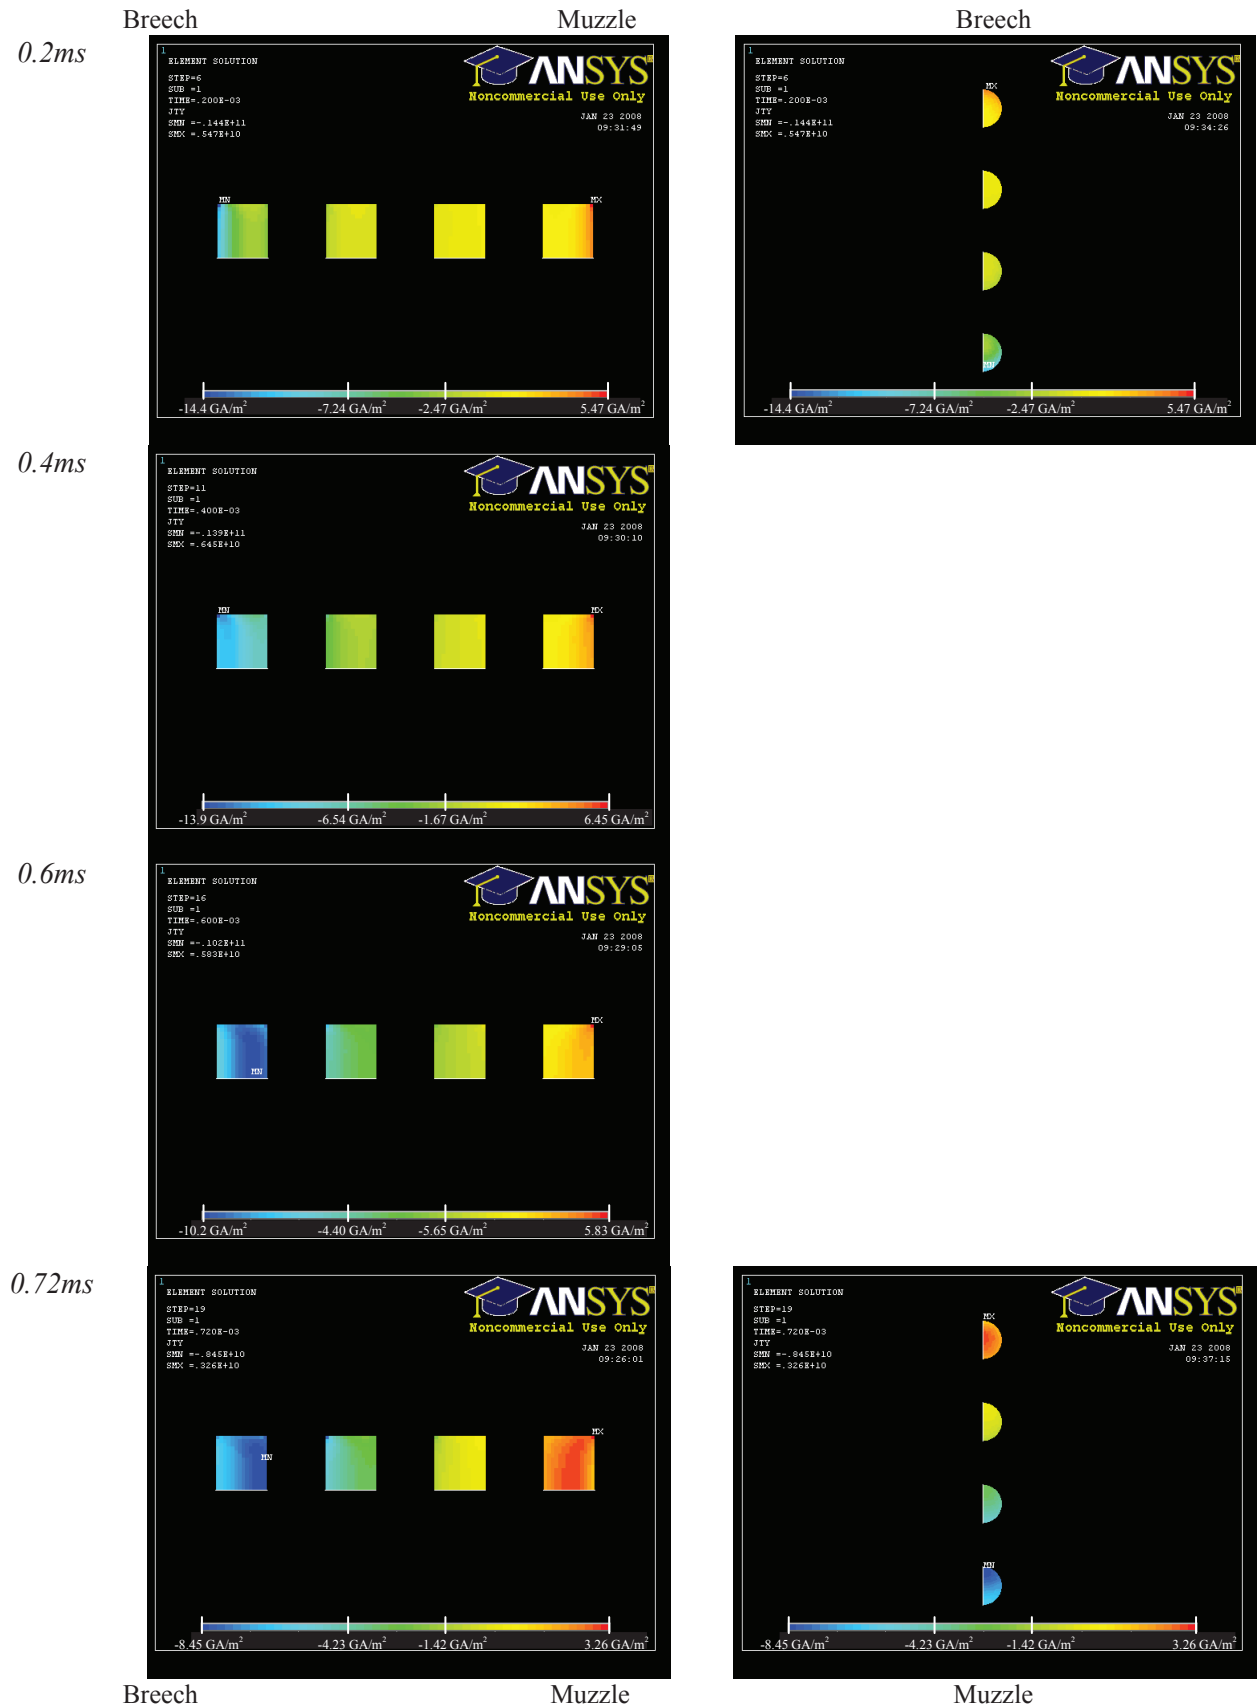 Breech Muzzle Breech
0.2ms
1
ELEMENT SOLUTION
STEP=6
SUB =1
TIME=.200E-03
JTY
SMN =-.144E+11
SMX =.547E+10
ANSYS
Noncommercial Use Only
JAN 23 2008
09:31:49
MN
MX
-14.4 GA/m² -7.24 GA/m² -2.47 GA/m² 5.47 GA/m²
1
ELEMENT SOLUTION
STEP=6
SUB =1
TIME=.200E-03
JTY
SMN =-.144E+11
SMX =.547E+10
ANSYS
Noncommercial Use Only
JAN 23 2008
09:34:26
MX
MN
-14.4 GA/m² -7.24 GA/m² -2.47 GA/m² 5.47 GA/m²
0.4ms
1
ELEMENT SOLUTION
STEP=11
SUB =1
TIME=.400E-03
JTY
SMN =-.139E+11
SMX =.645E+10
ANSYS
Noncommercial Use Only
JAN 23 2008
09:30:10
MN
MX
-13.9 GA/m² -6.54 GA/m² -1.67 GA/m² 6.45 GA/m²
0.6ms
1
ELEMENT SOLUTION
STEP=16
SUB =1
TIME=.600E-03
JTY
SMN =-.102E+11
SMX =.583E+10
ANSYS
Noncommercial Use Only
JAN 23 2008
09:29:05
MX
MN
-10.2 GA/m² -4.40 GA/m² -5.65 GA/m² 5.83 GA/m²
0.72ms
1
ELEMENT SOLUTION
STEP=19
SUB =1
TIME=.720E-03
JTY
SMN =-.845E+10
SMX =.326E+10
ANSYS
Noncommercial Use Only
JAN 23 2008
09:26:01
MX
MN
-8.45 GA/m² -4.23 GA/m² -1.42 GA/m² 3.26 GA/m²
1
ELEMENT SOLUTION
STEP=19
SUB =1
TIME=.720E-03
JTY
SMN =-.845E+10
SMX =.326E+10
ANSYS
Noncommercial Use Only
JAN 23 2008
09:37:15
MX
MN
-8.45 GA/m² -4.23 GA/m² -1.42 GA/m² 3.26 GA/m²
Breech Muzzle Muzzle